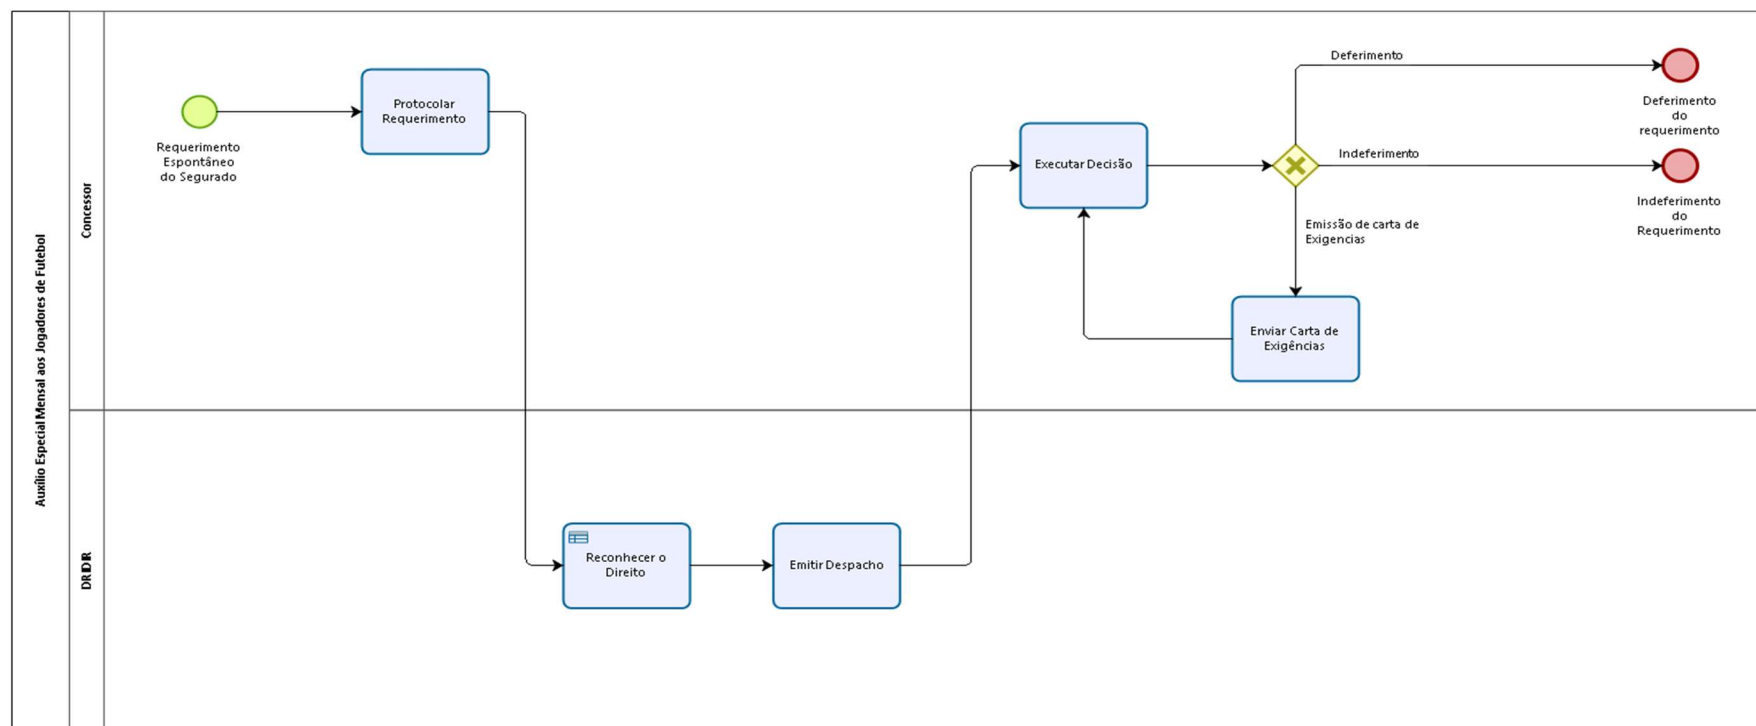 Auxílio Especial Mensal aos Jogadores de Futebol
Concessor
Requerimento
Espontâneo
do Segurado
Protocolar
Requerimento
Executar Decisão
Deferimento
Deferimento
do
requerimento
Indeferimento
Indeferimento
do
Requerimento
Emissão de carta de
Exigencias
Enviar Carta de
Exigências
Reconhecer o
Direito
Emitir Despacho